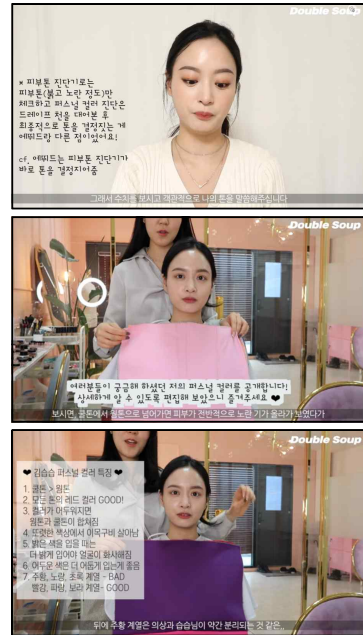 Double Soup
× 피부톤 진단기로는
피부톤(붉고 노란 정도)만
체크하고 퍼스널 컬러 진단은
드레이프 천을 대어본 후
최종적으로 톤을 결정짓는 게
에뛰드랑 다른 점이었어요!
cf. 에뛰드는 피부톤 진단기가
바로 톤을 결정지어줌
그래서 수치를 보시고 객관적으로 나의 톤을 말씀해주십니다
Double Soup
여러분들이 궁금해 하셨던 저의 퍼스널 컬러를 공개합니다!
상세하게 알 수 있도록 편집해 보았으니 즐겨주세요 ♥
보시면, 쿨톤에서 웜톤으로 넘어가면 피부가 전반적으로 노란 기가 올라가 보였다가
Double Soup
♥ 김습습 퍼스널 컬러 특징 ♥
1. 쿨톤 > 웜톤
2. 모든 톤의 레드 컬러 GOOD!
3. 컬러가 어두워지면
웜톤과 쿨톤이 합쳐짐
4. 뚜렷한 색상에서 이목구비 살아남
5. 밝은 색을 입을 때는
더 밝게 입어야 얼굴이 화사해짐
6. 어두운 색은 더 어둡게 입는게 좋음
7. 주황, 노랑, 초록 계열 - BAD
빨강, 파랑, 보라 계열 - GOOD
뒤에 주황 계열은 의상과 습습님이 약간 분리되는 것 같은..